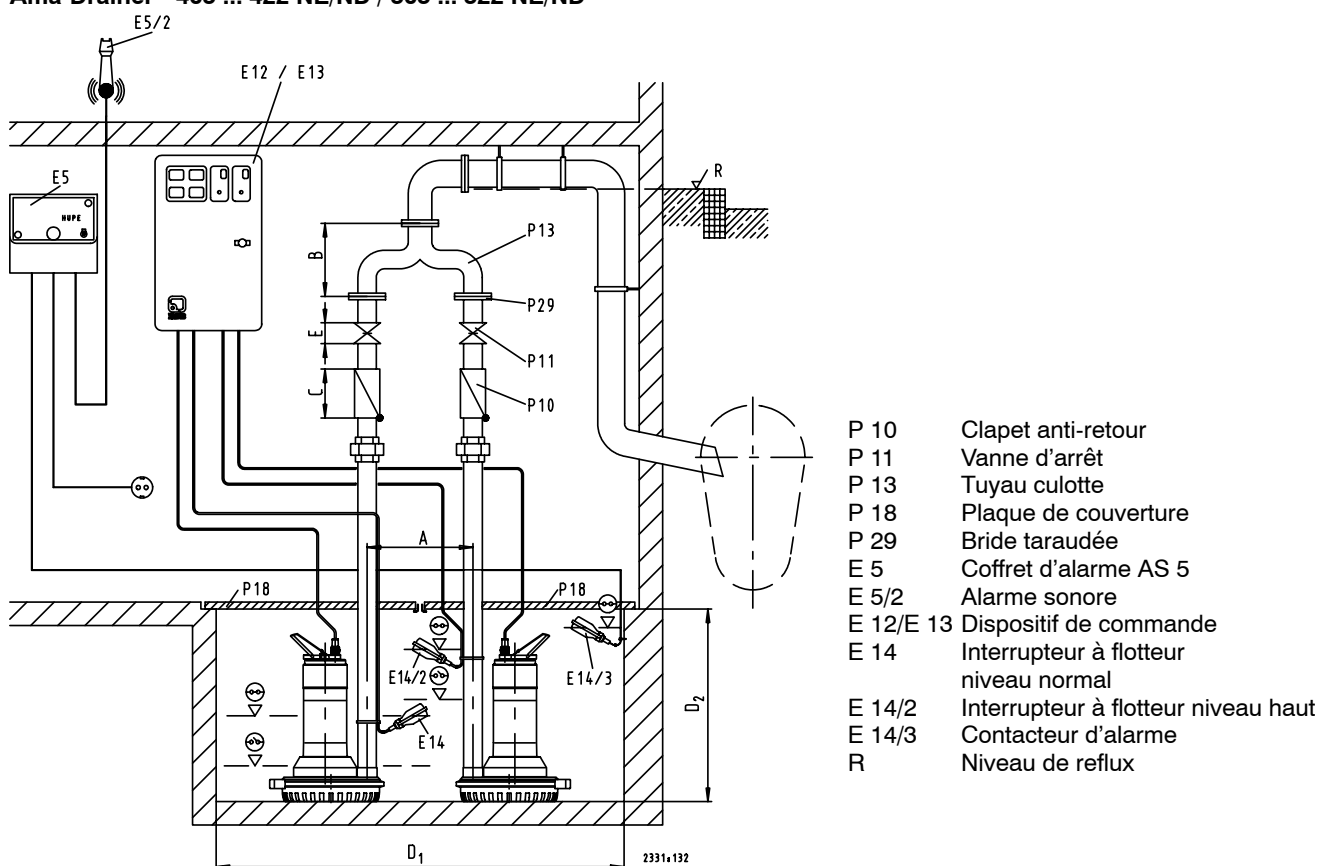 E5/2
E12 / E13
E5
HUPE
R
P13
B
P29
E
P11
C
P10
A
P18
P18
E14/2
E14/3
E14
D₂
D₁
2331:132
P 10 Clapet anti-retour
P 11 Vanne d'arrêt
P 13 Tuyau culotte
P 18 Plaque de couverture
P 29 Bride taraudée
E 5 Coffret d'alarme AS 5
E 5/2 Alarme sonore
E 12/E 13 Dispositif de commande
E 14 Interrupteur à flotteur
niveau normal
E 14/2 Interrupteur à flotteur niveau haut
E 14/3 Contacteur d'alarme
R Niveau de reflux